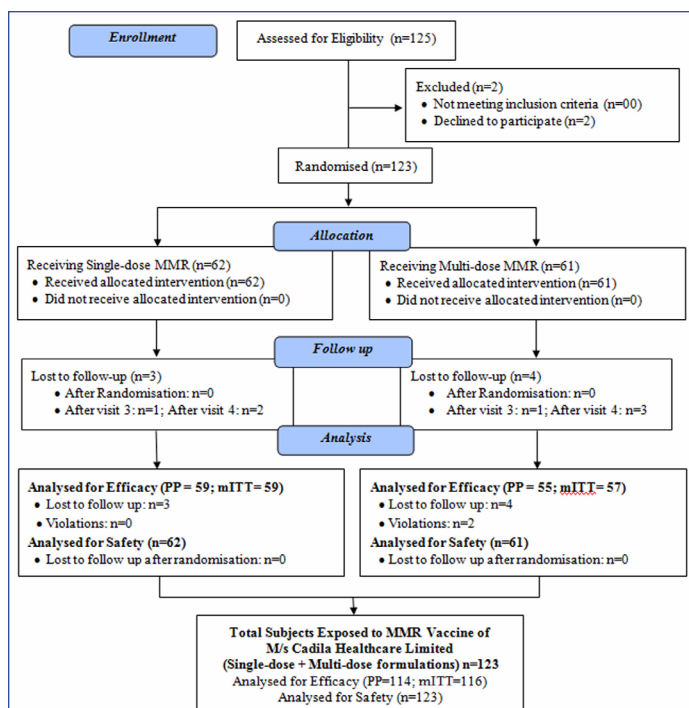 Enrollment
Assessed for Eligibility (n=125)
Excluded (n=2)
• Not meeting inclusion criteria (n=00)
• Declined to participate (n=2)
Randomised (n=123)
Allocation
Receiving Single-dose MMR (n=62)
• Received allocated intervention (n=62)
• Did not receive allocated intervention (n=0)
Receiving Multi-dose MMR (n=61)
• Received allocated intervention (n=61)
• Did not receive allocated intervention (n=0)
Follow up
Lost to follow-up (n=3)
• After Randomisation: n=0
• After visit 3: n=1; After visit 4: n=2
Lost to follow-up (n=4)
• After Randomisation: n=0
• After visit 3: n=1; After visit 4: n=3
Analysis
Analysed for Efficacy (PP = 59; mITT= 59)
• Lost to follow up: n=3
• Violations: n=0
Analysed for Safety (n=62)
• Lost to follow up after randomisation: n=0
Analysed for Efficacy (PP = 55; mITT= 57)
• Lost to follow up: n=4
• Violations: n=2
Analysed for Safety (n=61)
• Lost to follow up after randomisation: n=0
Total Subjects Exposed to MMR Vaccine of
M/s Cadila Healthcare Limited
(Single-dose + Multi-dose formulations) n=123
Analysed for Efficacy (PP=114; mITT=116)
Analysed for Safety (n=123)